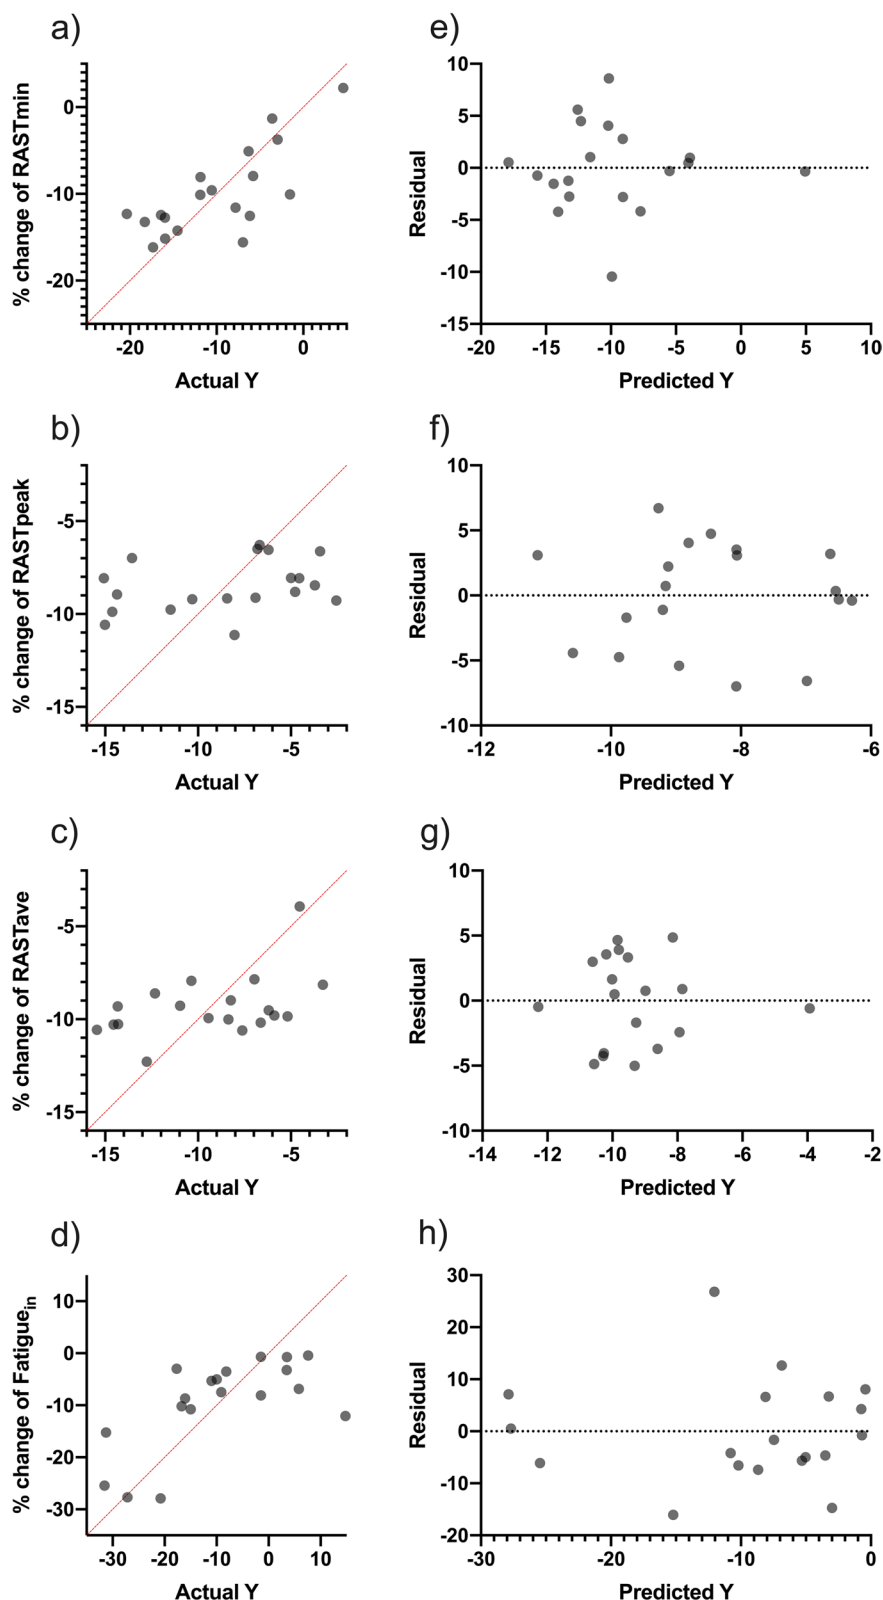 a)
% change of RASTmin
0
-10
-20
-20 -10 0
Actual Y
e)
Residual
10
5
0
-5
-10
-15
-20 -15 -10 -5 0 5 10
Predicted Y
b)
% change of RASTpeak
-5
-10
-15
-15 -10 -5
Actual Y
f)
Residual
10
5
0
-5
-10
-12 -10 -8 -6
Predicted Y
c)
% change of RASTave
-5
-10
-15
-15 -10 -5
Actual Y
g)
Residual
10
5
0
-5
-10
-14 -12 -10 -8 -6 -4 -2
Predicted Y
d)
% change of Fatiguein
10
0
-10
-20
-30
-30 -20 -10 0 10
Actual Y
h)
Residual
30
20
10
0
-10
-20
-30 -20 -10 0
Predicted Y